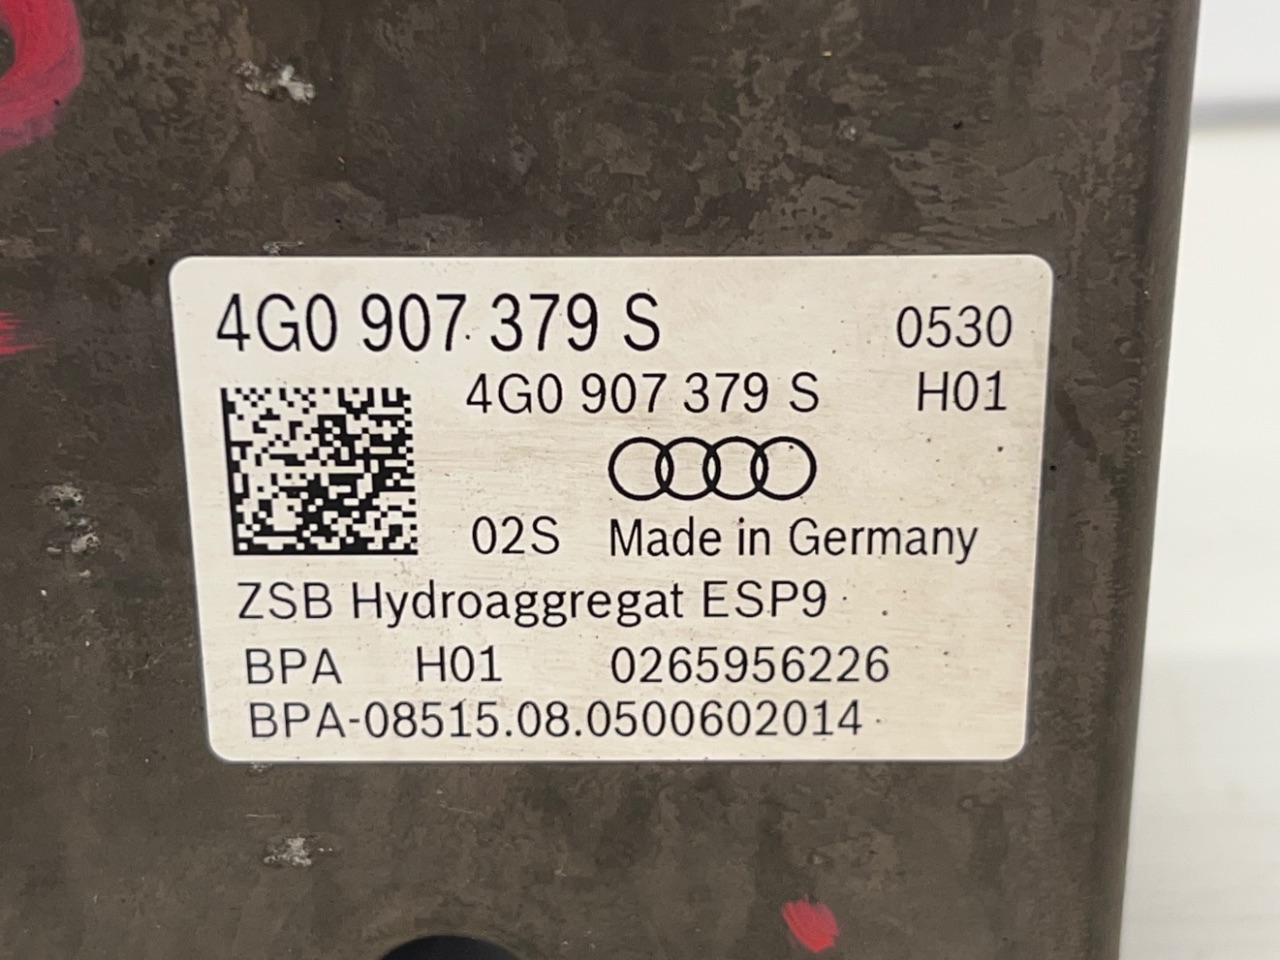 4G0 907 379 S 0530
4G0 907 379 S H01
02S Made in Germany
ZSB Hydroaggregat ESP9
BPA H01 0265956226
BPA-08515.08.0500602014